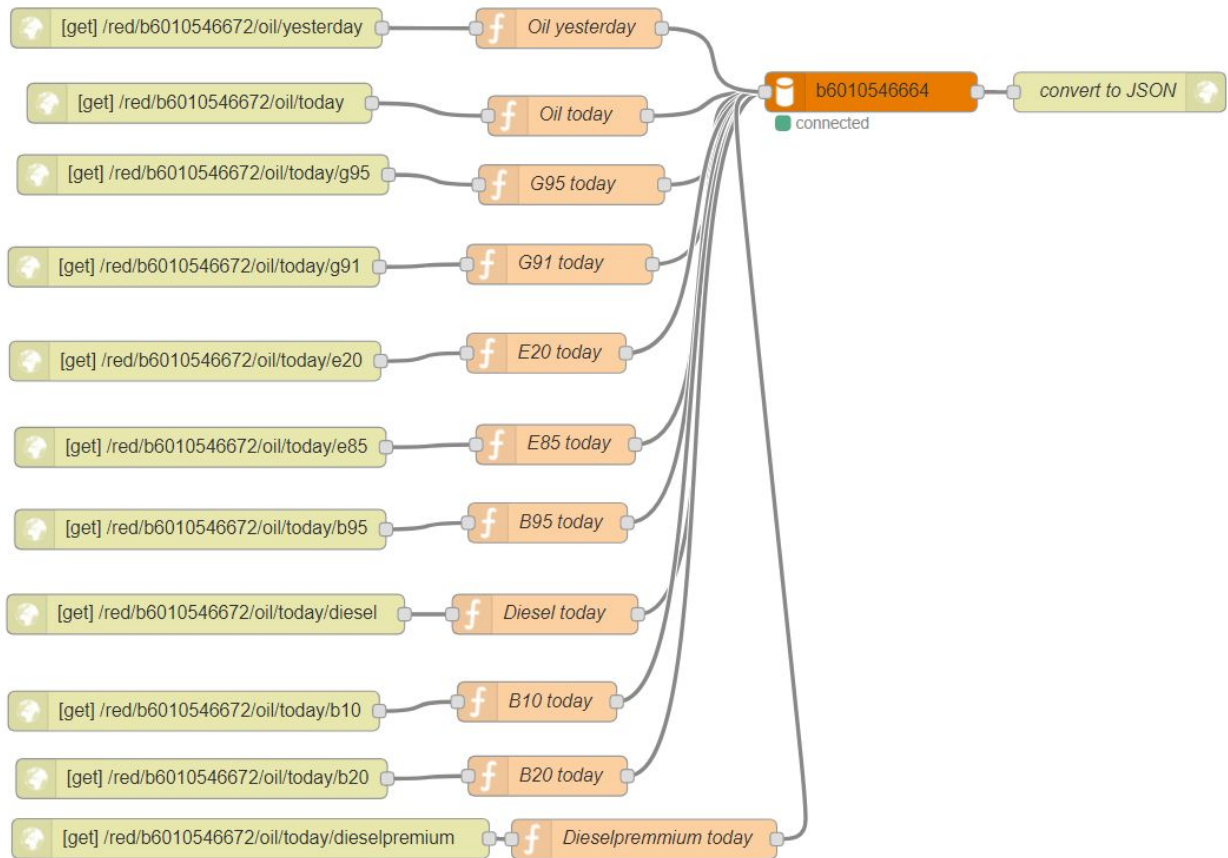 [get] /red/b6010546672/oil/yesterday
Oil yesterday
[get] /red/b6010546672/oil/today
Oil today
b6010546664
convert to JSON
connected
[get] /red/b6010546672/oil/today/g95
G95 today
[get] /red/b6010546672/oil/today/g91
G91 today
[get] /red/b6010546672/oil/today/e20
E20 today
[get] /red/b6010546672/oil/today/e85
E85 today
[get] /red/b6010546672/oil/today/b95
B95 today
[get] /red/b6010546672/oil/today/diesel
Diesel today
[get] /red/b6010546672/oil/today/b10
B10 today
[get] /red/b6010546672/oil/today/b20
B20 today
[get] /red/b6010546672/oil/today/dieselpremium
Dieselpremmium today